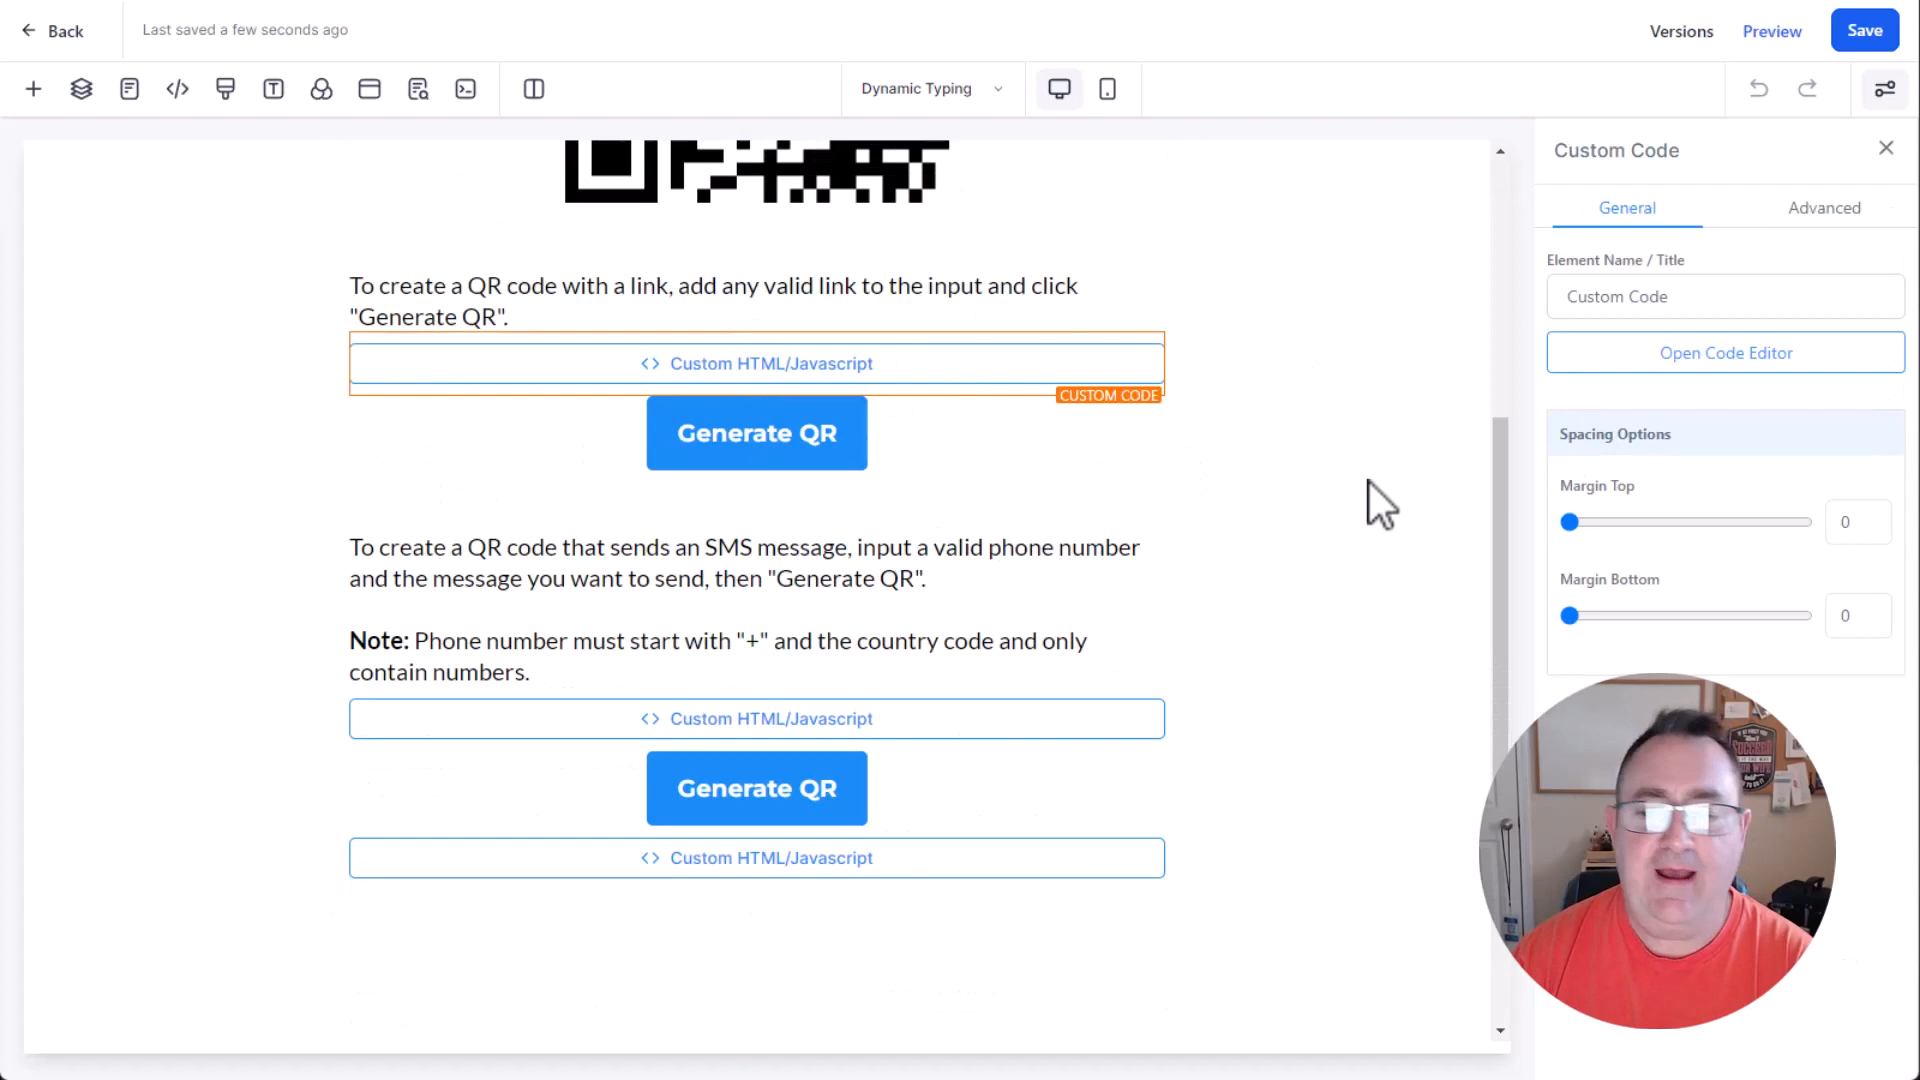 Back
Last saved a few seconds ago
Versions
Preview
Save
Dynamic Typing
Custom Code
General
Advanced
Element Name / Title
Custom Code
Open Code Editor
Spacing Options
Margin Top
0
Margin Bottom
0
To create a QR code with a link, add any valid link to the input and click
"Generate QR".
<> Custom HTML/Javascript
CUSTOM CODE
Generate QR
To create a QR code that sends an SMS message, input a valid phone number
and the message you want to send, then "Generate QR".
Note: Phone number must start with "+" and the country code and only
contain numbers.
<> Custom HTML/Javascript
Generate QR
<> Custom HTML/Javascript